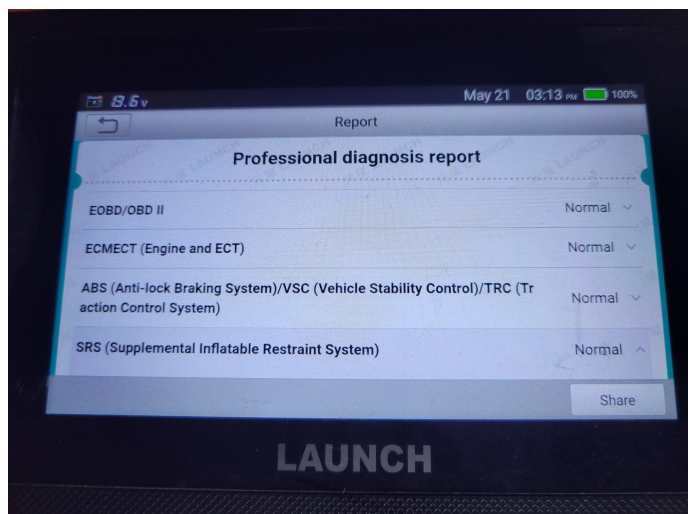 May 21 03:13 PM 100%
Report
Professional diagnosis report
EOBD/OBD II Normal
ECMECT (Engine and ECT) Normal
ABS (Anti-lock Braking System)/VSC (Vehicle Stability Control)/TRC (Tr
action Control System) Normal
SRS (Supplemental Inflatable Restraint System) Normal
Share
LAUNCH